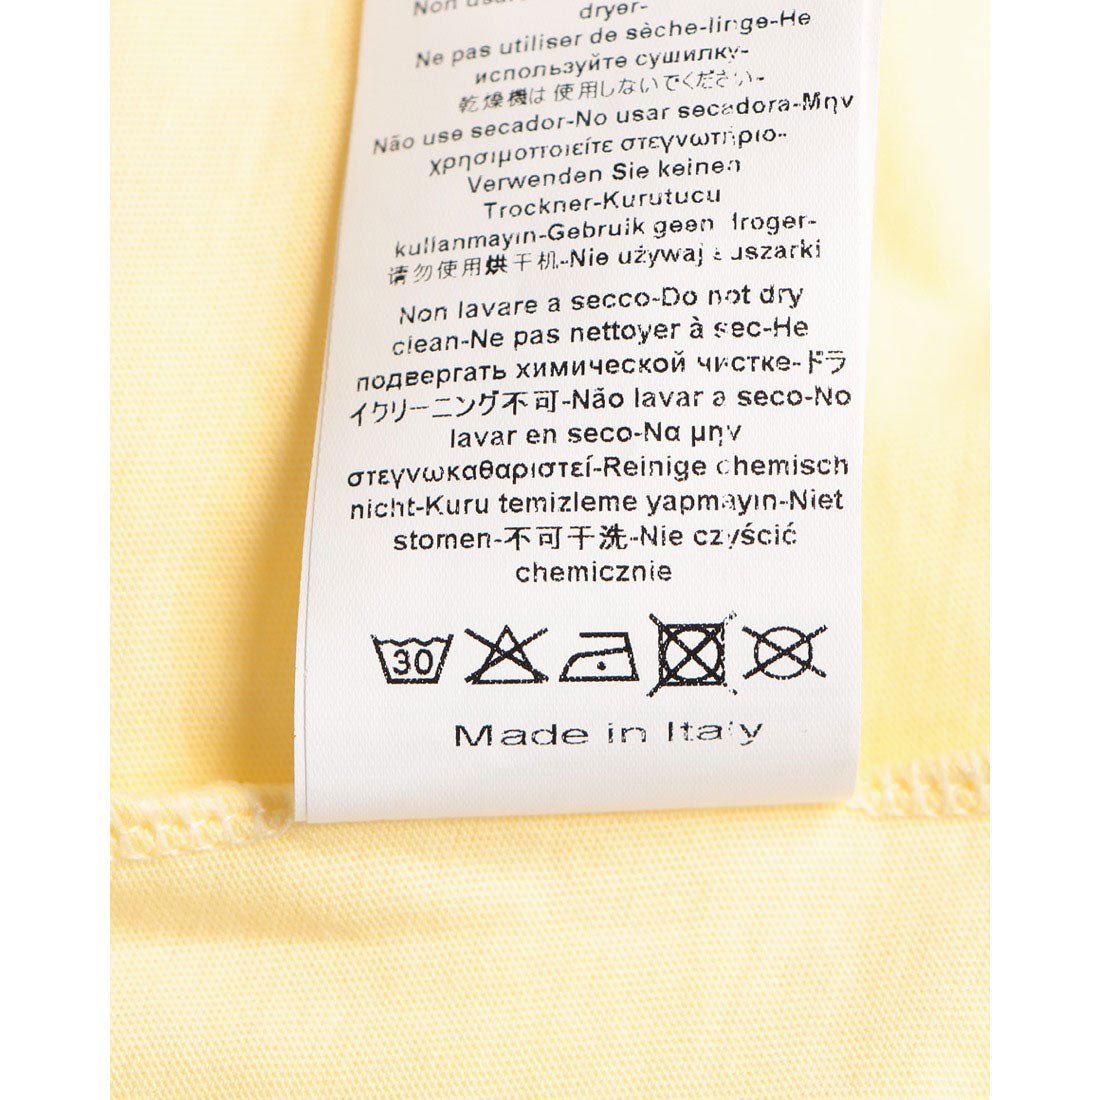 Non usar
dryer-
Ne pas utiliser de sèche-linge-Не
используйте сушилку-
乾燥機は使用しないでください-
Não use secador-No usar secadora-Μην
χρησιμοποιείτε στεγνωτήριο-
Verwenden Sie keinen
Trockner-Kurutucu
kullanmayın-Gebruik geen droger-
请勿使用烘干机-Nie używaj suszarki
Non lavare a secco-Do not dry
clean-Ne pas nettoyer à sec-Не
подвергать химической чистке-ドラ
イクリーニング不可-Não lavar a seco-No
lavar en seco-Να μην
στεγνωκαθαριστεί-Reinige chemisch
nicht-Kuru temizleme yapmayın-Niet
stomen-不可干洗-Nie czyścić
chemicznie
30
Made in Italy